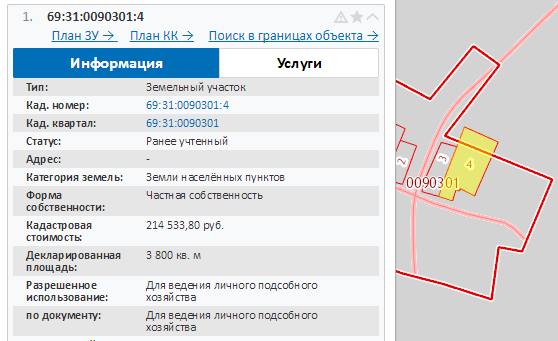 1. 69:31:0090301:4
План ЗУ → План КК → Поиск в границах объекта →
Информация Услуги
Тип: Земельный участок
Кад. номер: 69:31:0090301:4
Кад. квартал: 69:31:0090301
Статус: Ранее учтенный
Адрес: -
Категория земель: Земли населённых пунктов
Форма Частная собственность
собственности:
Кадастровая 214 533,80 руб.
стоимость:
Декларированная 3 800 кв. м
площадь:
Разрешенное Для ведения личного подсобного
использование: хозяйства
по документу: Для ведения личного подсобного
хозяйства
2
3
4
0090301